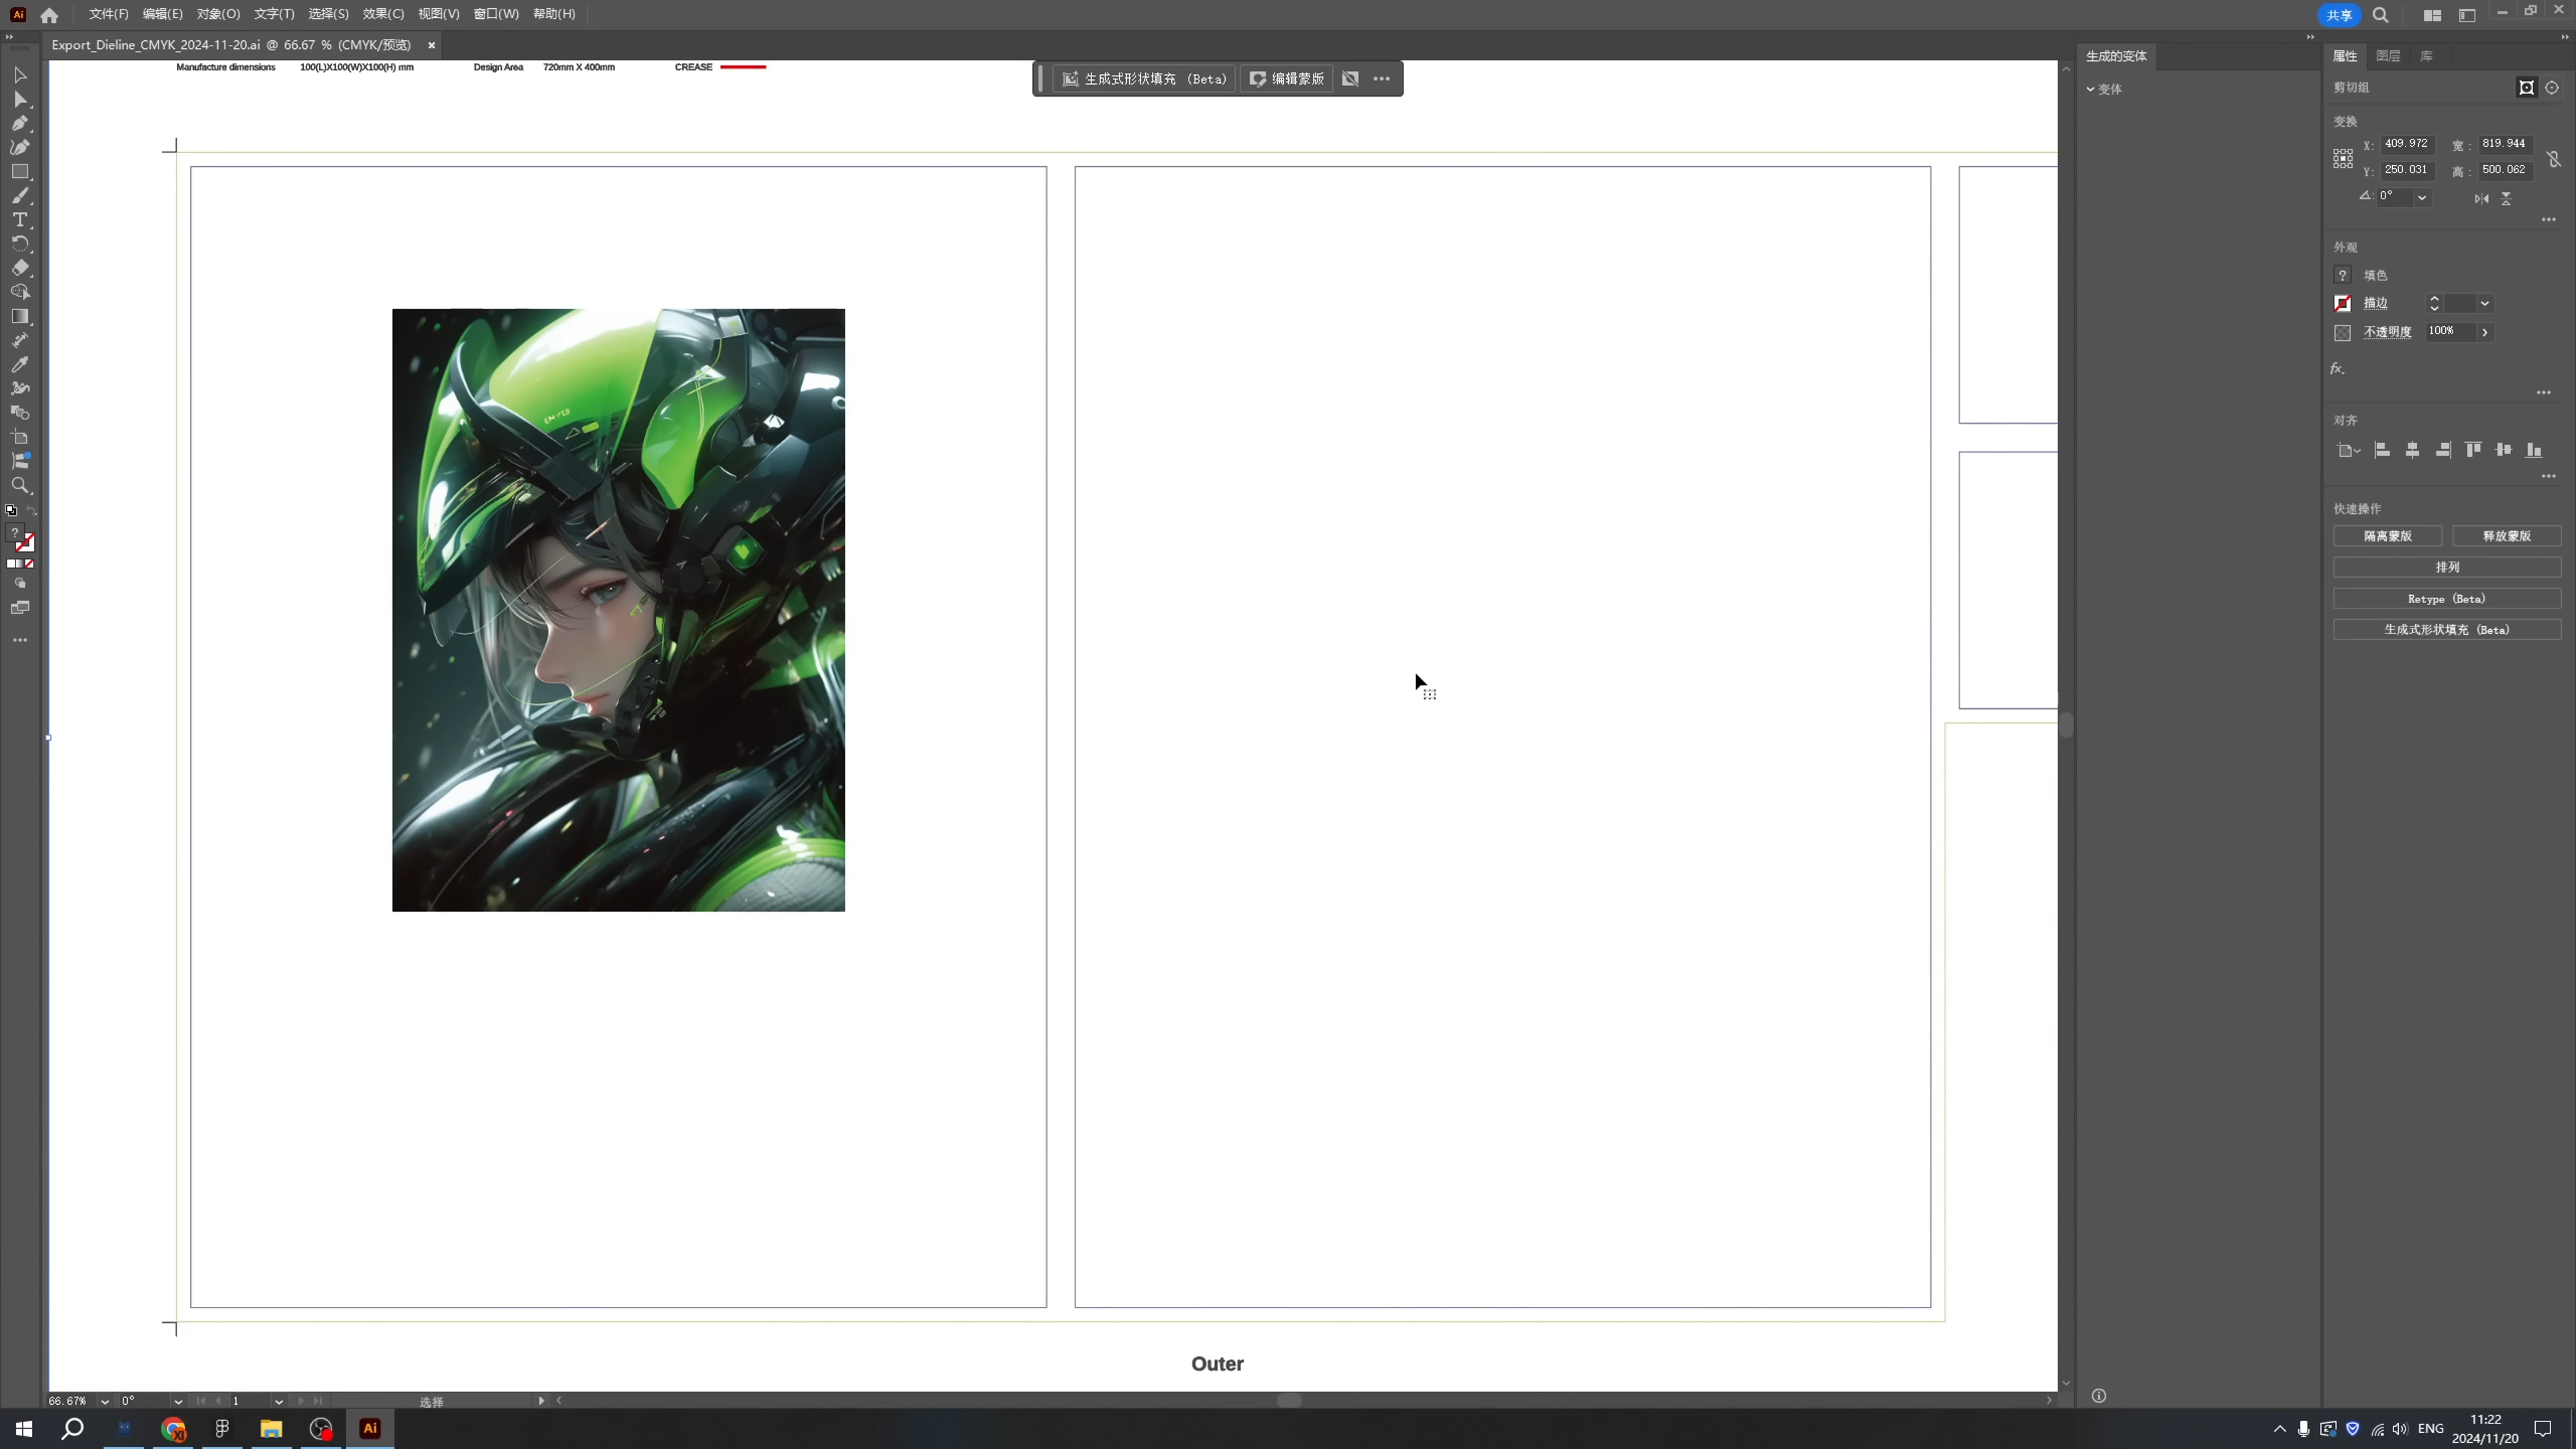 Ai 文件(F) 编辑(E) 对象(O) 文字(T) 选择(S) 效果(C) 视图(V) 窗口(W) 帮助(H) 共享
Export_Dieline_CMYK_2024-11-20.ai @ 66.67 % (CMYK/预览) ×
Manufacture dimensions 100(L)X100(W)X100(H) mm Design Area 720mm X 400mm CREASE
生成式形状填充 (Beta) 编辑蒙版
生成的变体
变体
属性 图层 库
剪切组
变换
X: 409.972 宽: 819.944
Y: 250.031 高: 500.062
0°
外观
? 填色
描边
不透明度 100%
fx.
对齐
快速操作
隔离蒙版 释放蒙版
排列
Retype (Beta)
生成式形状填充 (Beta)
?
Outer
66.67% 0° 1 选择
Ai ENG 11:22
2024/11/20